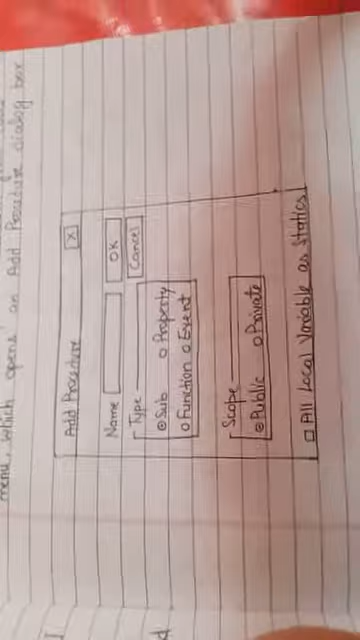 menu, which opens an Add Procedure dialog box
Add Procedure X
Name OK
Type Cancel
Sub Property
Function Event
Scope
Public Private
All Local Variable as Statics